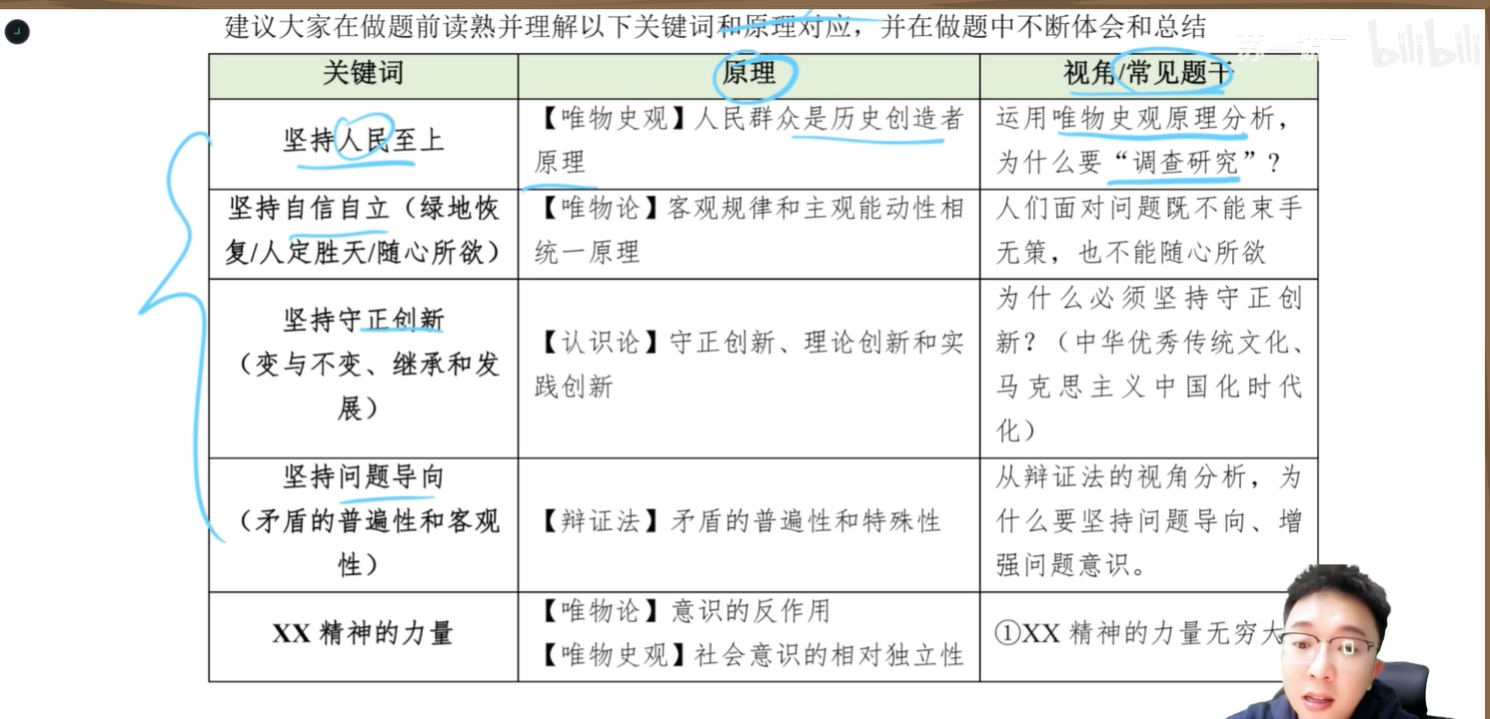 建议大家在做题前读熟并理解以下关键词和原理对应，并在做题中不断体会和总结
bilibili
关键词
原理
视角/常见题干
坚持人民至上
【唯物史观】人民群众是历史创造者
原理
运用唯物史观原理分析，
为什么要“调查研究”？
坚持自信自立（绿地恢
复/人定胜天/随心所欲）
【唯物论】客观规律和主观能动性相
统一原理
人们面对问题既不能束手
无策，也不能随心所欲
坚持守正创新
（变与不变、继承和发
展）
【认识论】守正创新、理论创新和实
践创新
为什么必须坚持守正创
新？（中华优秀传统文化、
马克思主义中国化时代
化）
坚持问题导向
（矛盾的普遍性和客观
性）
【辩证法】矛盾的普遍性和特殊性
从辩证法的视角分析，为
什么要坚持问题导向、增
强问题意识。
XX 精神的力量
【唯物论】意识的反作用
【唯物史观】社会意识的相对独立性
①XX 精神的力量无穷大